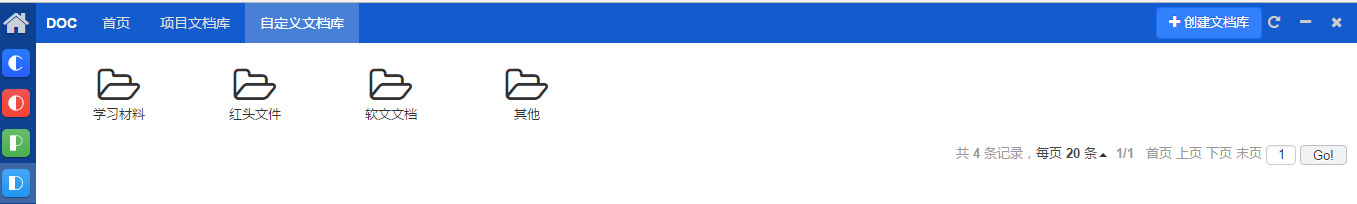 DOC 首页 项目文档库 自定义文档库 创建文档库
学习材料 红头文件 软文文档 其他
共 4 条记录，每页 20 条 1/1 首页 上页 下页 末页 1 Go!